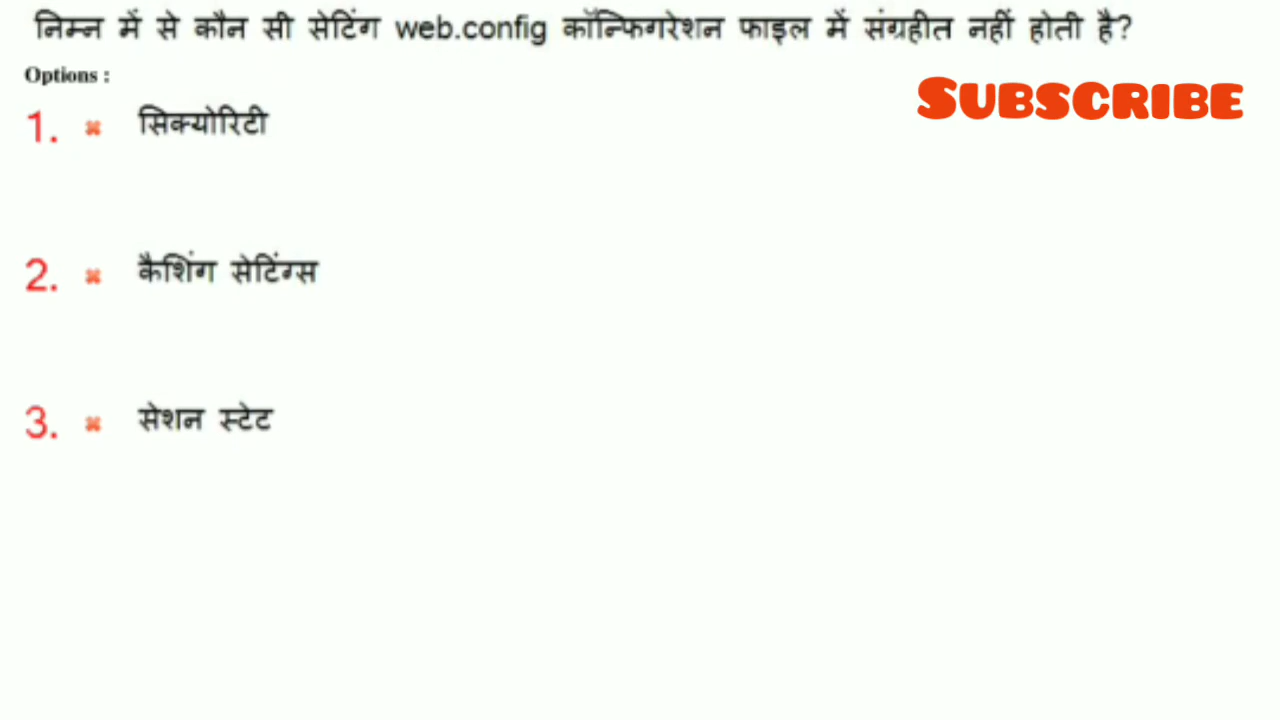 निम्न में से कौन सी सेटिंग web.config कॉन्फिगरेशन फाइल में संग्रहीत नहीं होती है?
Options :
SUBSCRIBE
1. सिक्योरिटी
2. कैशिंग सेटिंग्स
3. सेशन स्टेट